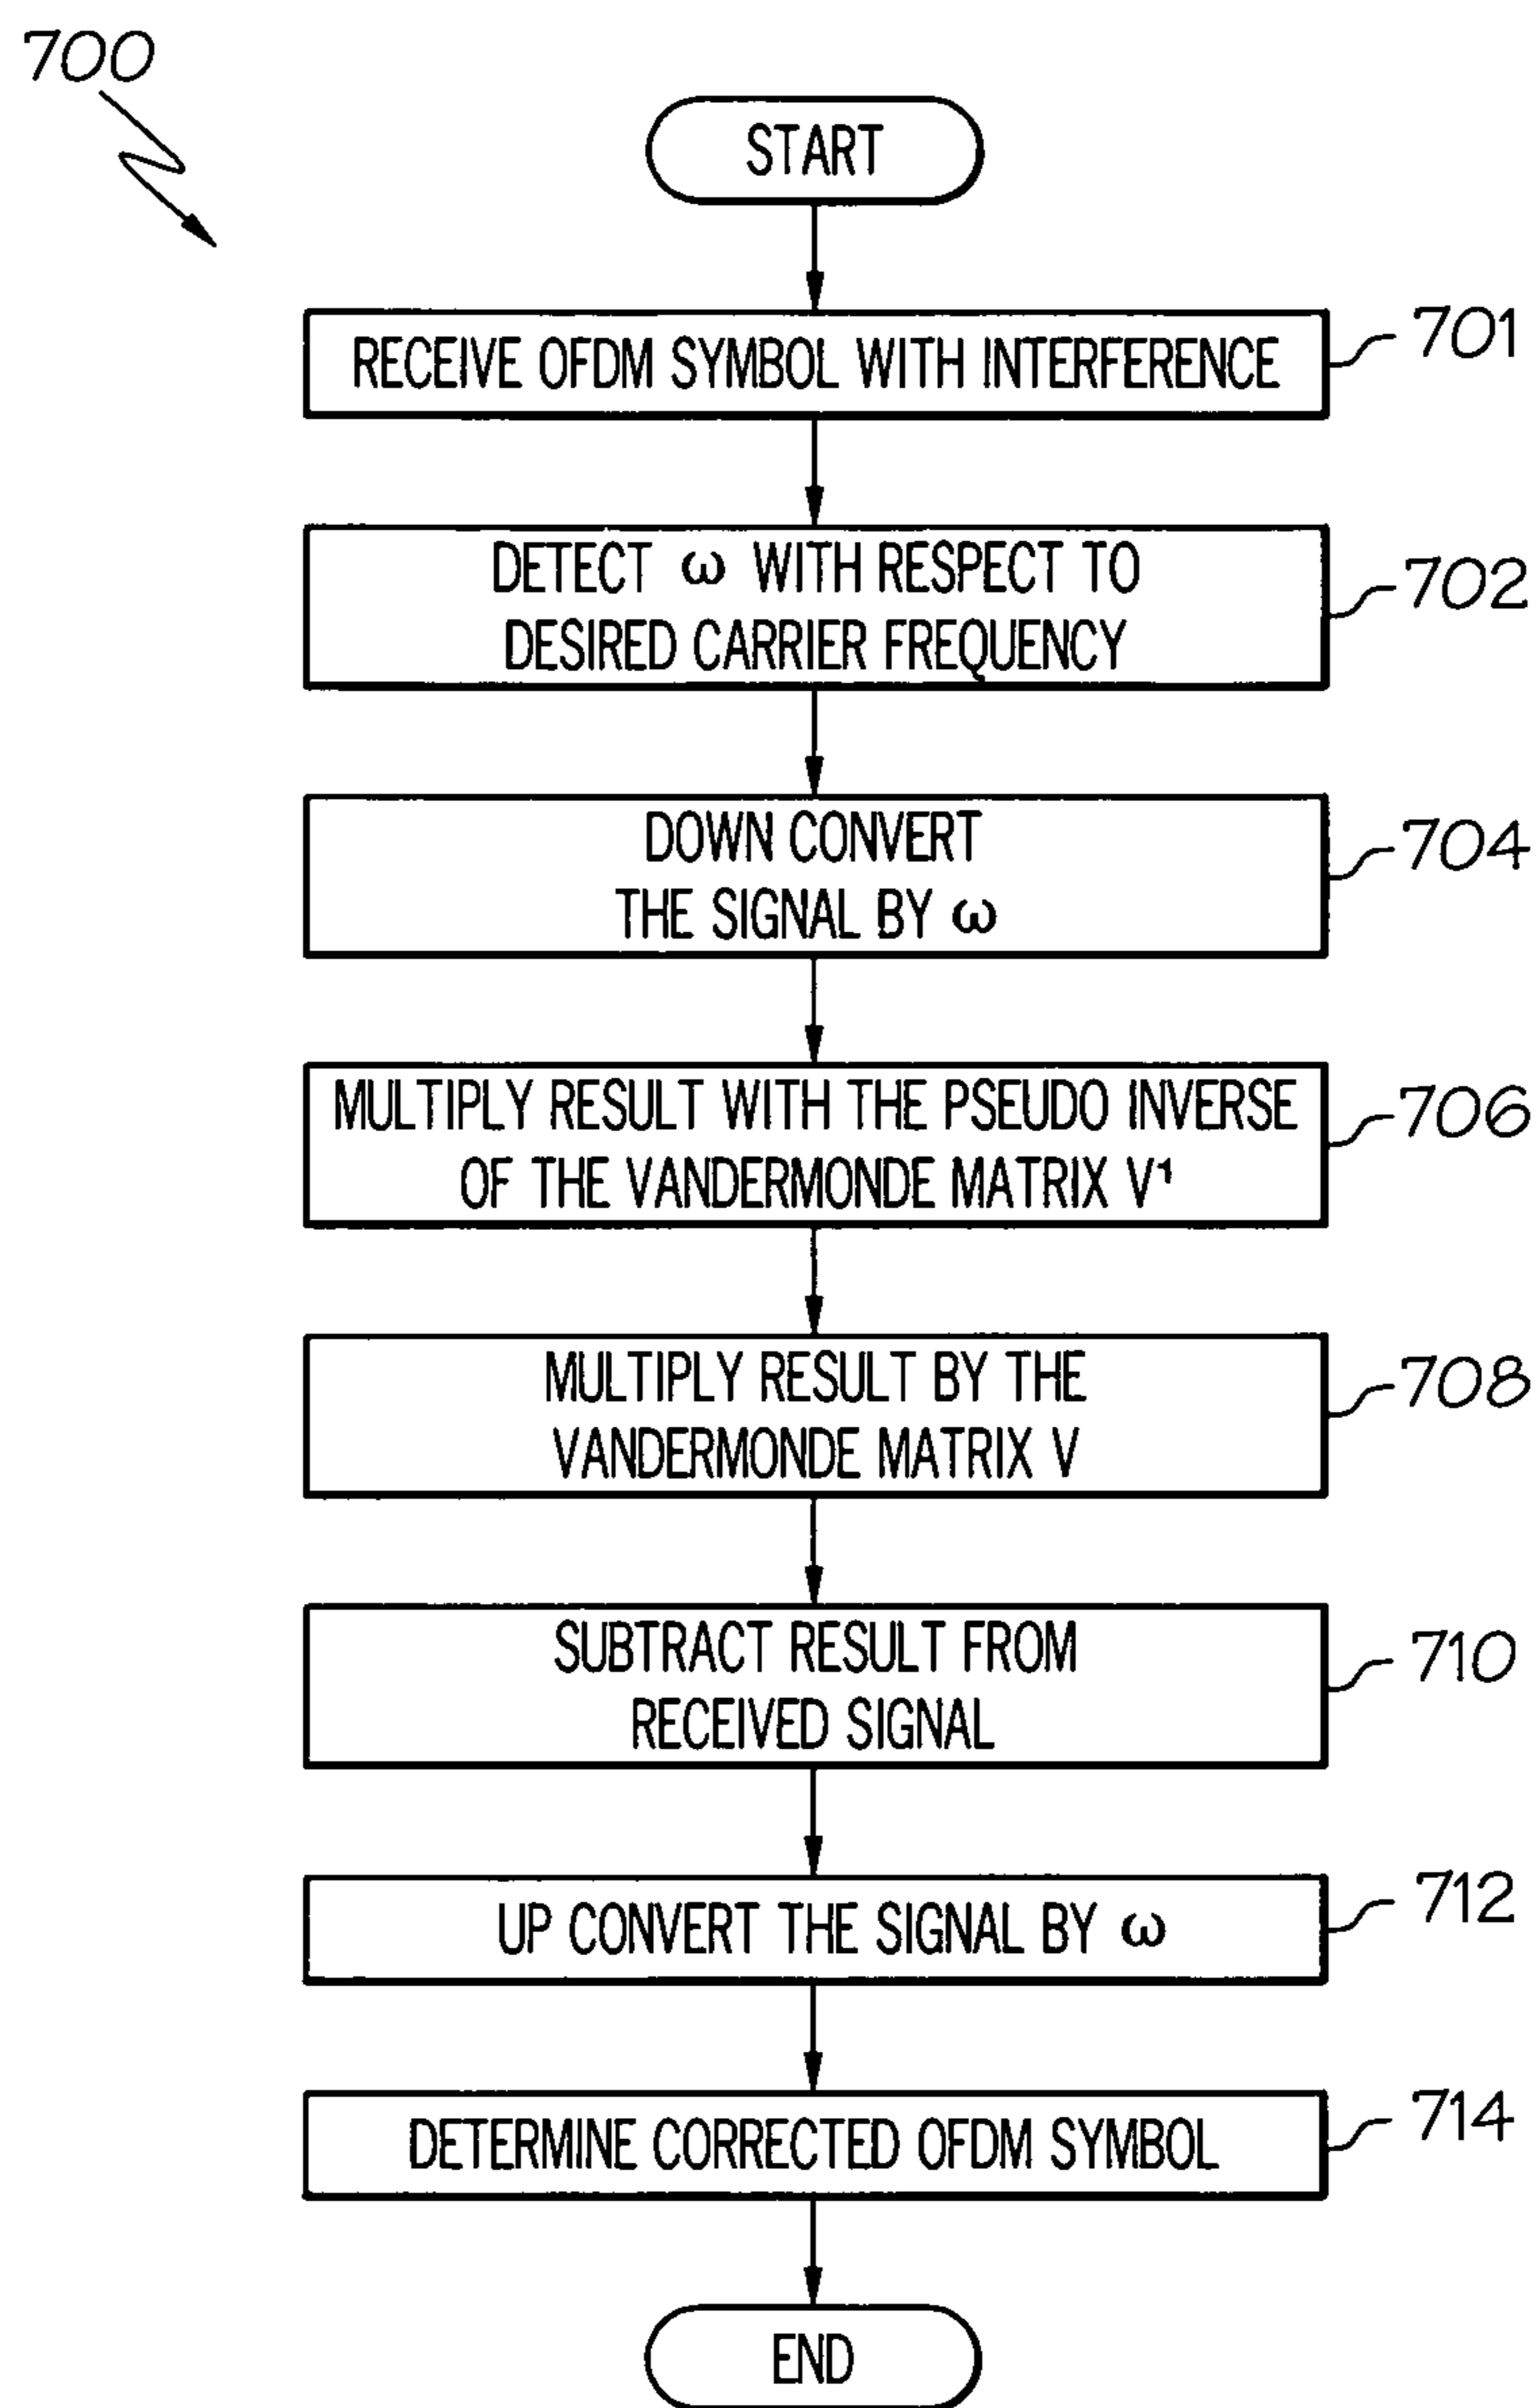 700
START
RECEIVE OFDM SYMBOL WITH INTERFERENCE
701
DETECT ω WITH RESPECT TO
DESIRED CARRIER FREQUENCY
702
DOWN CONVERT
THE SIGNAL BY ω
704
MULTIPLY RESULT WITH THE PSEUDO INVERSE
OF THE VANDERMONDE MATRIX V¹
706
MULTIPLY RESULT BY THE
VANDERMONDE MATRIX V
708
SUBTRACT RESULT FROM
RECEIVED SIGNAL
710
UP CONVERT THE SIGNAL BY ω
712
DETERMINE CORRECTED OFDM SYMBOL
714
END